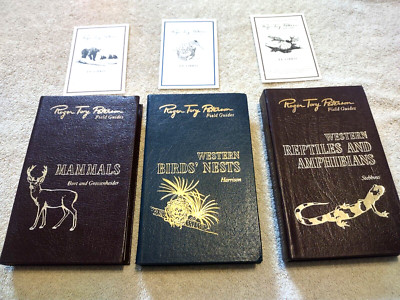 Roger Tory Peterson
Field Guides
MAMMALS
Burt and Grossenheider
Roger Tory Peterson
Field Guides
WESTERN
BIRDS' NESTS
Harrison
Roger Tory Peterson
Field Guides
WESTERN
REPTILES AND
AMPHIBIANS
Stebbins